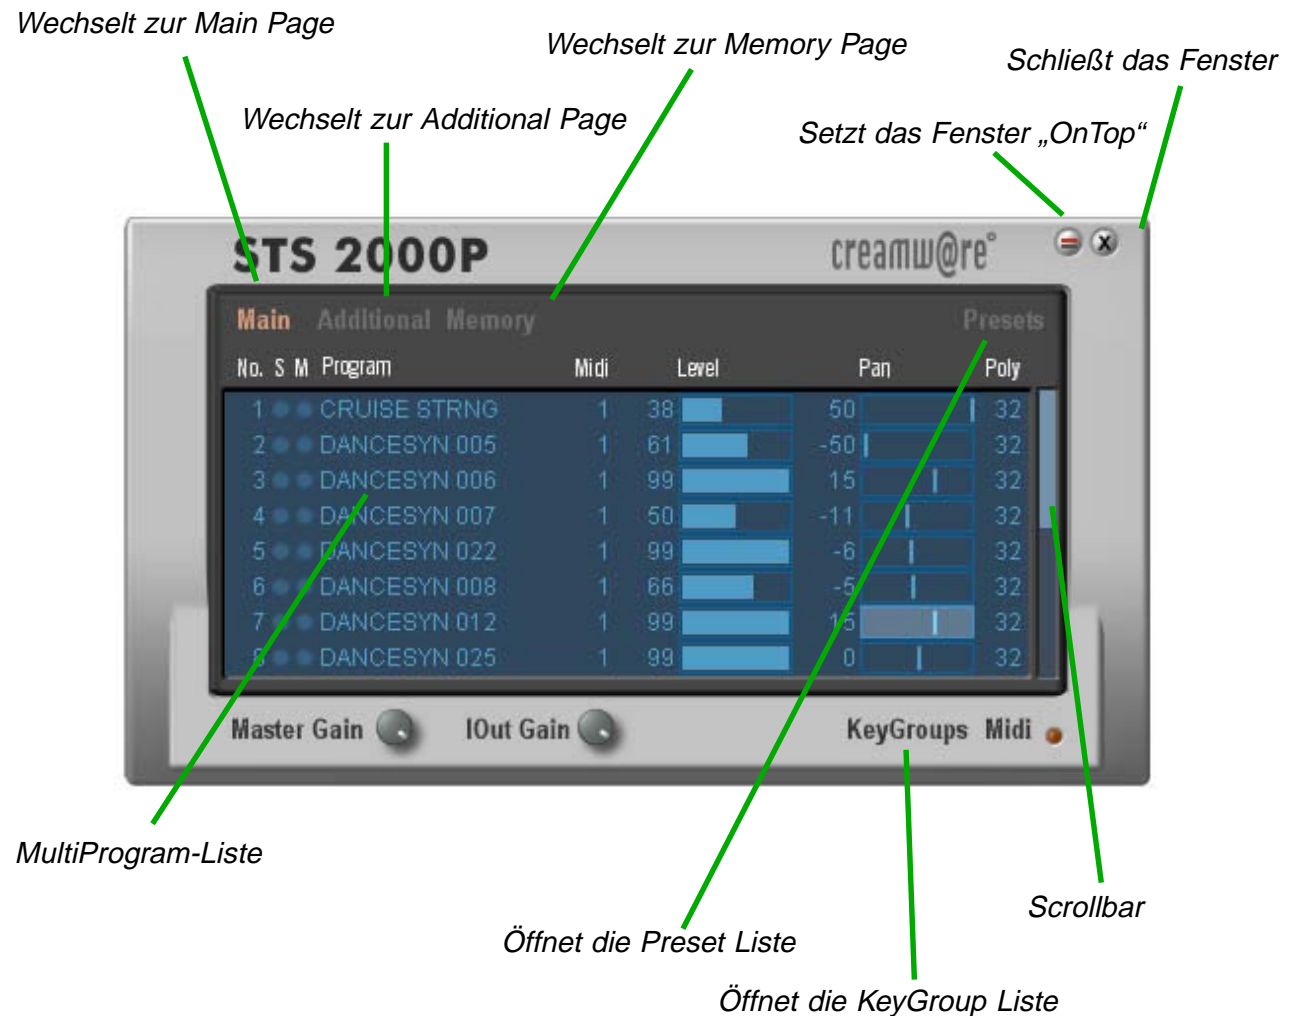 Wechselt zur Main Page
Wechselt zur Memory Page
Schließt das Fenster
Wechselt zur Additional Page
Setzt das Fenster „OnTop“
STS 2000P
creamw@re°
X
Main Additional Memory Presets
No. S M Program Midi Level Pan Poly
1 CRUISE STRNG 1 38 50 32
2 DANCESYN 005 1 61 -50 32
3 DANCESYN 006 1 99 15 32
4 DANCESYN 007 1 50 -11 32
5 DANCESYN 022 1 99 -6 32
6 DANCESYN 008 1 66 -5 32
7 DANCESYN 012 1 99 15 32
8 DANCESYN 025 1 99 0 32
Master Gain IOut Gain KeyGroups Midi
MultiProgram-Liste
Scrollbar
Öffnet die Preset Liste
Öffnet die KeyGroup Liste